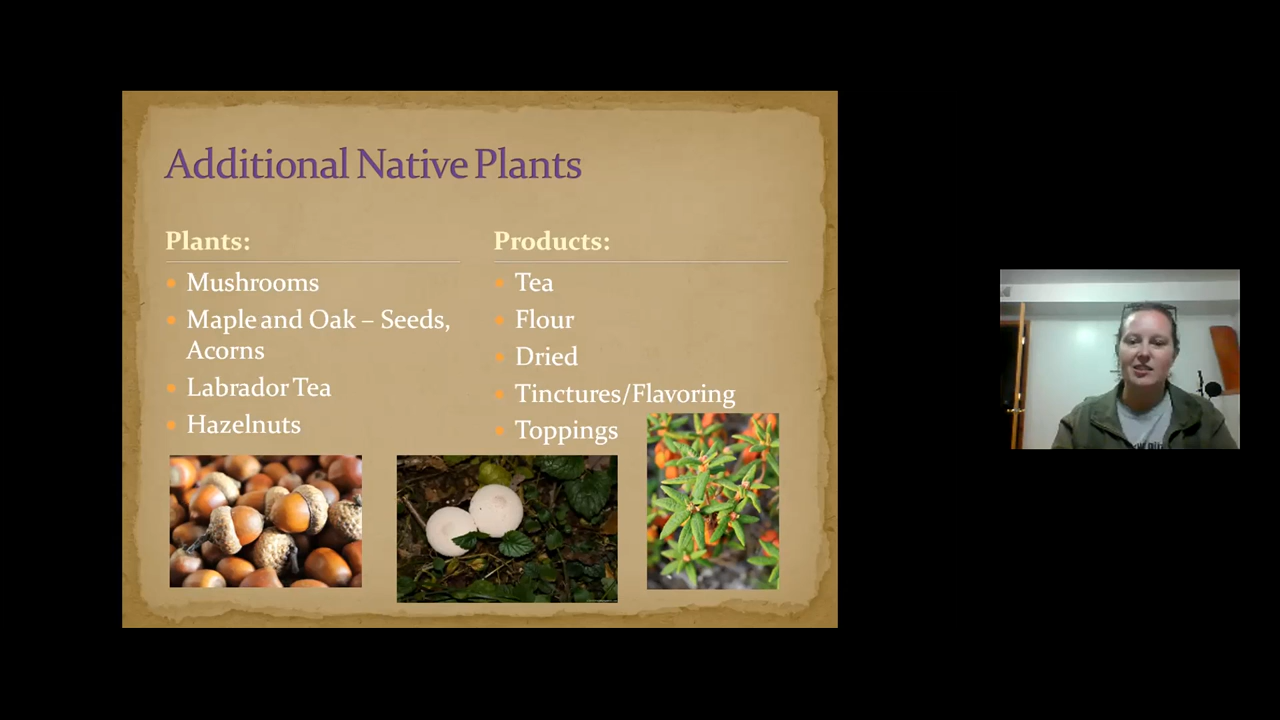 Additional Native Plants
Plants:
Mushrooms
Maple and Oak – Seeds,
Acorns
Labrador Tea
Hazelnuts
Products:
Tea
Flour
Dried
Tinctures/Flavoring
Toppings